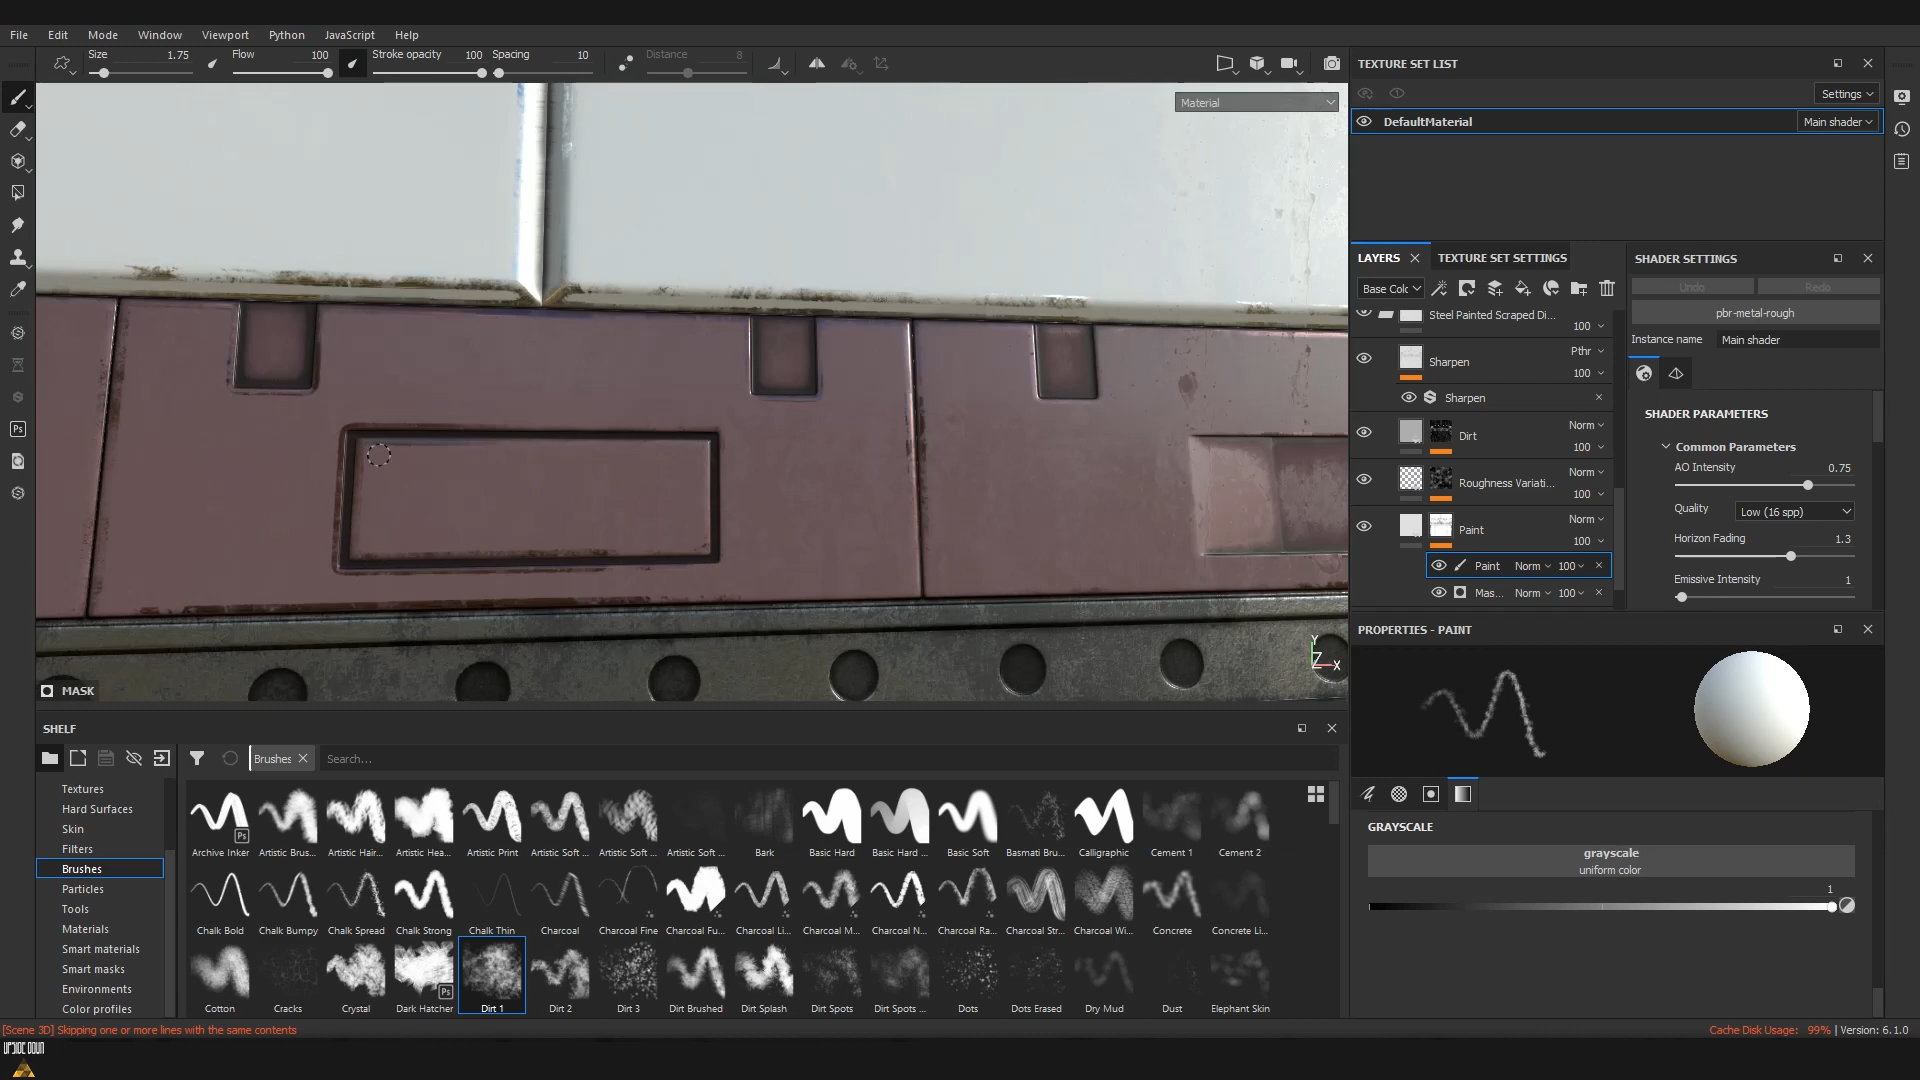 File Edit Mode Window Viewport Python JavaScript Help
Size 1.75 Flow 100 Stroke opacity 100 Spacing 10 Distance 8
Material
MASK
Y
Z X
TEXTURE SET LIST
Settings
DefaultMaterial Main shader
LAYERS TEXTURE SET SETTINGS
Base Colc
Steel Painted Scraped Di...
100
Sharpen Pthr
100
Sharpen
Dirt Norm
100
Roughness Variati... Norm
100
Paint Norm
100
Paint Norm 100
Mas... Norm 100
SHADER SETTINGS
Undo Redo
pbr-metal-rough
Instance name Main shader
SHADER PARAMETERS
Common Parameters
AO Intensity 0.75
Quality Low (16 spp)
Horizon Fading 1.3
Emissive Intensity 1
PROPERTIES - PAINT
GRAYSCALE
grayscale
uniform color
1
SHELF
Brushes Search...
Textures
Hard Surfaces
Skin
Filters
Brushes
Particles
Tools
Materials
Smart materials
Smart masks
Environments
Color profiles
Ps
Ps
Archive Inker Artistic Brus... Artistic Hair... Artistic Hea... Artistic Print Artistic Soft ... Artistic Soft ... Artistic Soft ... Bark Basic Hard Basic Hard ... Basic Soft Basmati Bru... Calligraphic Cement 1 Cement 2
Chalk Bold Chalk Bumpy Chalk Spread Chalk Strong Chalk Thin Charcoal Charcoal Fine Charcoal Fu... Charcoal Li... Charcoal M... Charcoal N... Charcoal Ra... Charcoal Str... Charcoal Wi... Concrete Concrete Li...
Ps
Cotton Cracks Crystal Dark Hatcher Dirt 1 Dirt 2 Dirt 3 Dirt Brushed Dirt Splash Dirt Spots Dirt Spots ... Dots Dots Erased Dry Mud Dust Elephant Skin
[Scene 3D] Skipping one or more lines with the same contents
Cache Disk Usage: 99% | Version: 6.1.0
UPSIDE DOWN